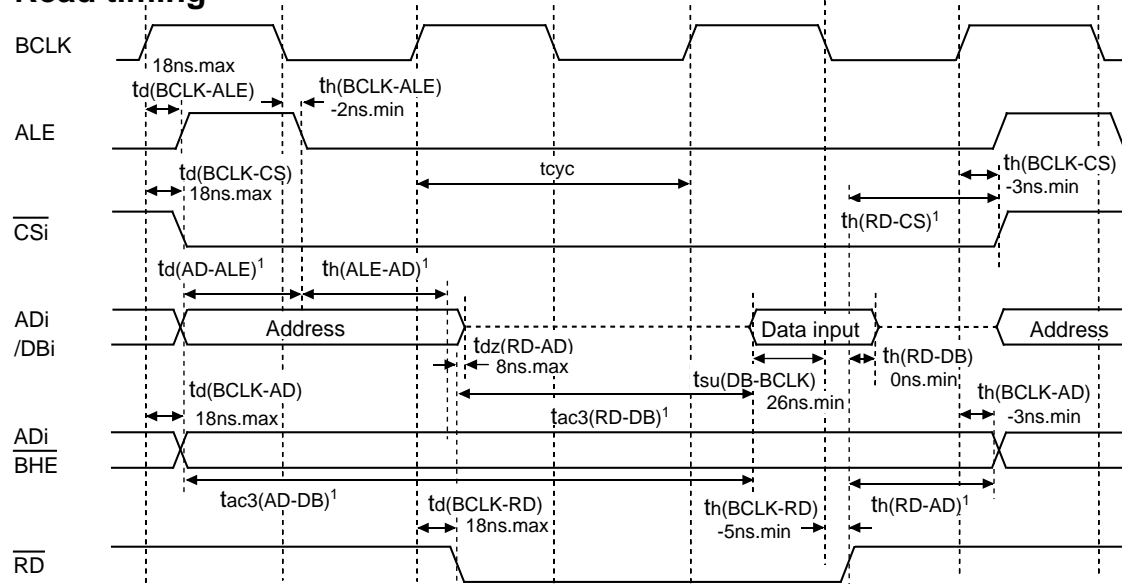 Read timing
BCLK
18ns.max
td(BCLK-ALE)
th(BCLK-ALE)
-2ns.min
ALE
td(BCLK-CS)
18ns.max
tcyc
th(BCLK-CS)
-3ns.min
th(RD-CS)1
CSi
td(AD-ALE)1
th(ALE-AD)1
ADi
/DBi
Address
Data input
Address
tdz(RD-AD)
8ns.max
th(RD-DB)
0ns.min
td(BCLK-AD)
18ns.max
tsu(DB-BCLK)
26ns.min
th(BCLK-AD)
-3ns.min
tac3(RD-DB)1
ADi
BHE
tac3(AD-DB)1
td(BCLK-RD)
18ns.max
th(BCLK-RD)
-5ns.min
th(RD-AD)1
RD